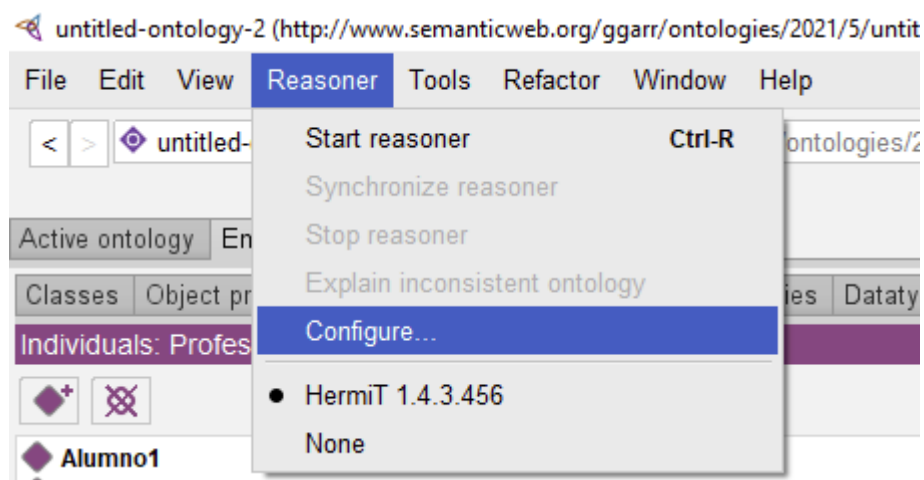 untitled-ontology-2 (http://www.semanticweb.org/ggarr/ontologies/2021/5/untit
File Edit View Reasoner Tools Refactor Window Help
< > untitled- /ontologies/2
Start reasoner Ctrl-R
Synchronize reasoner
Stop reasoner
Active ontology En
Explain inconsistent ontology
Classes Object pr ies Dataty
Configure...
Individuals: Profes
HermiT 1.4.3.456
None
Alumno1